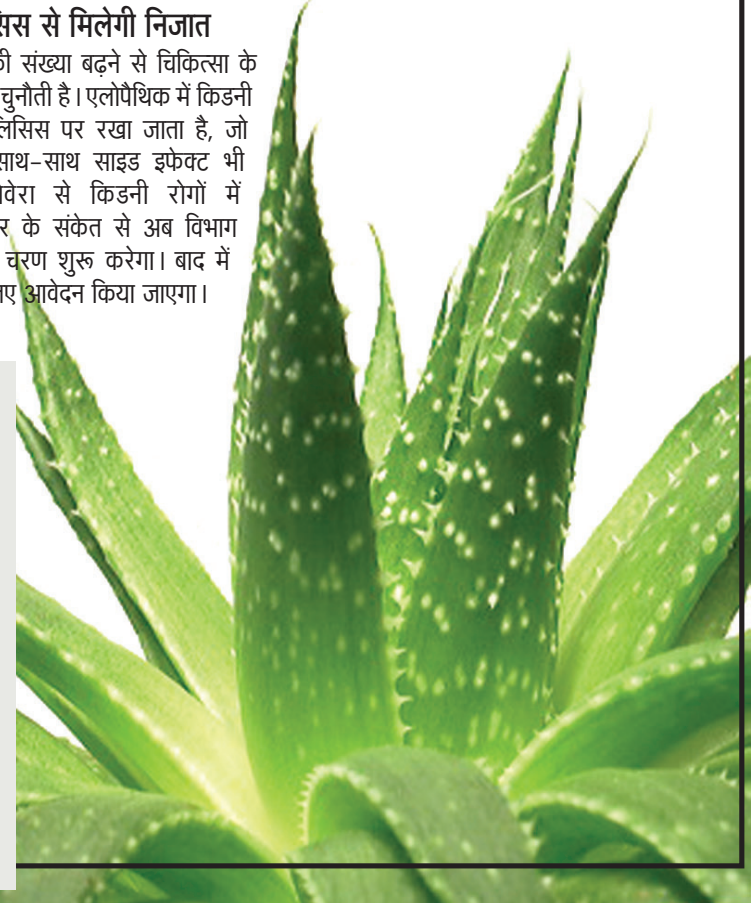 सिस से मिलेगी निजात
की संख्या बढ़ने से चिकित्सा के
चुनौती है। एलोपैथिक में किडनी
लिसिस पर रखा जाता है, जो
साथ-साथ साइड इफेक्ट भी
वेरा से किडनी रोगों में
र के संकेत से अब विभाग
चरण शुरू करेगा। बाद में
आवेदन किया जाएगा।